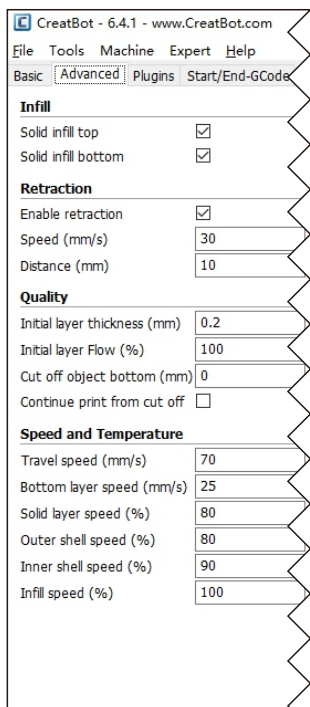 CreatBot - 6.4.1 - www.CreatBot.com
File Tools Machine Expert Help
Basic Advanced Plugins Start/End-GCode
Infill
Solid infill top
Solid infill bottom
Retraction
Enable retraction
Speed (mm/s) 30
Distance (mm) 10
Quality
Initial layer thickness (mm) 0.2
Initial layer Flow (%) 100
Cut off object bottom (mm) 0
Continue print from cut off
Speed and Temperature
Travel speed (mm/s) 70
Bottom layer speed (mm/s) 25
Solid layer speed (%) 80
Outer shell speed (%) 80
Inner shell speed (%) 90
Infill speed (%) 100